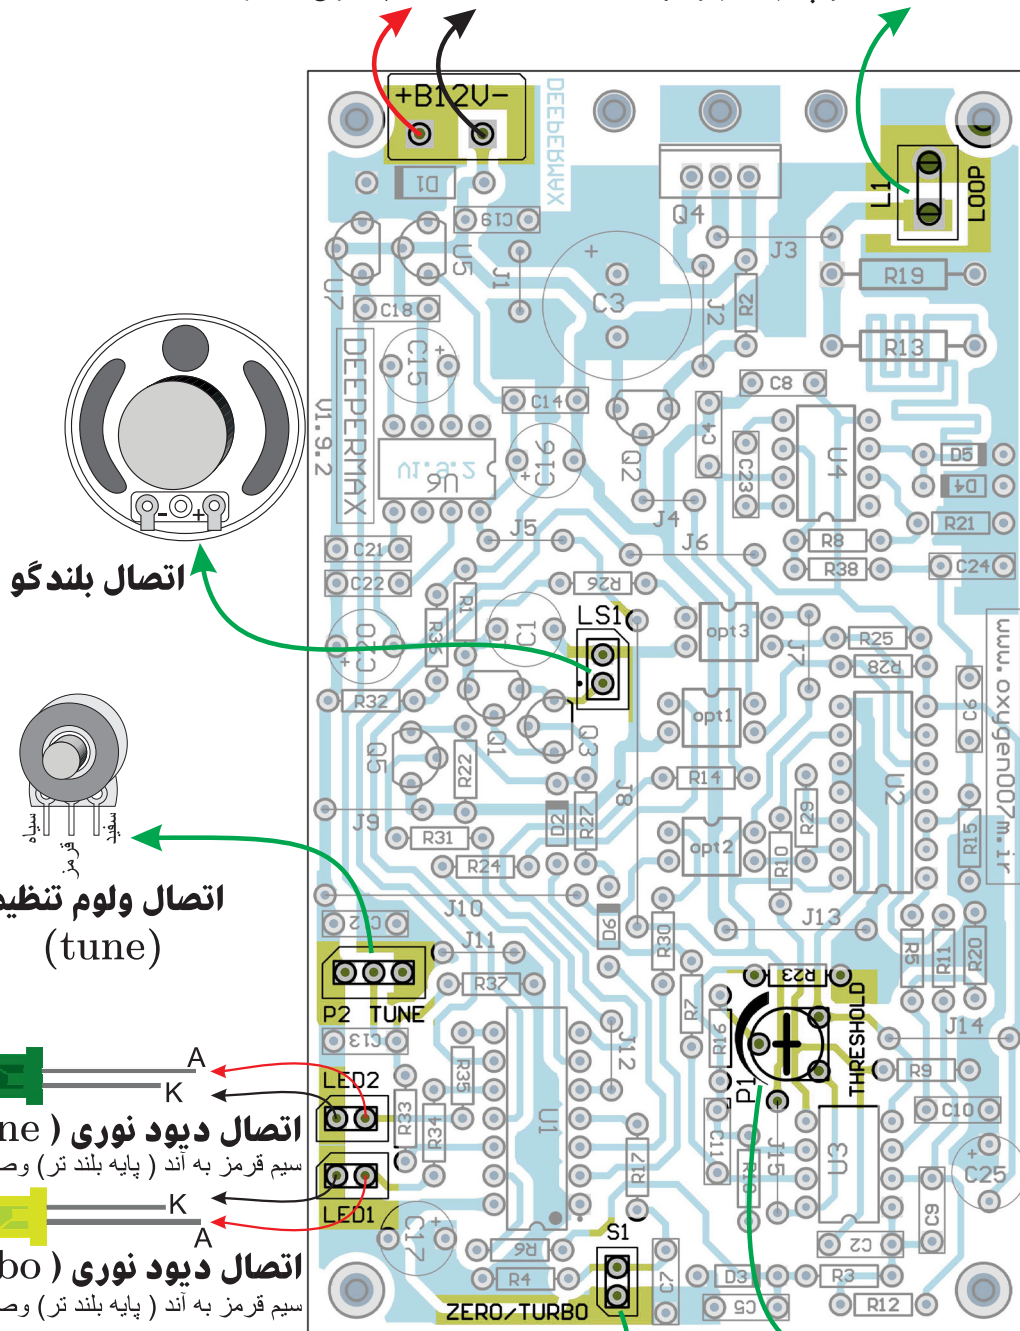 +B12V-
DEEPERMAX
D1
C19
Q4
L1
LOOP
J3
U7
U5
J1
C18
C3
J2
R2
R19
R13
DEEPERMAX
V1.9.2
C15
C14
C8
C4
C23
U4
D5
D4
V1.9.2
U6
C16
Q2
J4
J5
J6
R21
R8
R38
C24
- +
اتصال بلندگو
C21
C22
R1
R26
LS1
C20
R36
C1
opt3
J7
R25
R28
www.oxygen007m.ir
R32
Q1
Q3
opt1
C6
Q5
R22
J8
R14
U2
سیاه
قرمز
سفید
J9
D2
R27
R29
R31
R24
opt2
R10
R15
اتصال ولوم تنظیم
(tune)
J10
C12
D6
R30
J13
R5
R11
R20
J11
R37
R7
R23
P2 TUNE
R16
P1
THRESHOLD
C13
R35
J12
J14
A
K
LED2
R33
R34
U1
R9
C10
اتصال دیود نوری (
سیم قرمز به آند ( پایه بلند تر)
LED1
R17
C11
R18
J15
U3
C25
K
A
C17
R6
S1
C2
C9
اتصال دیود نوری (
سیم قرمز به آند ( پایه بلند تر)
R4
C7
D3
R3
C5
R12
ZERO/TURBO